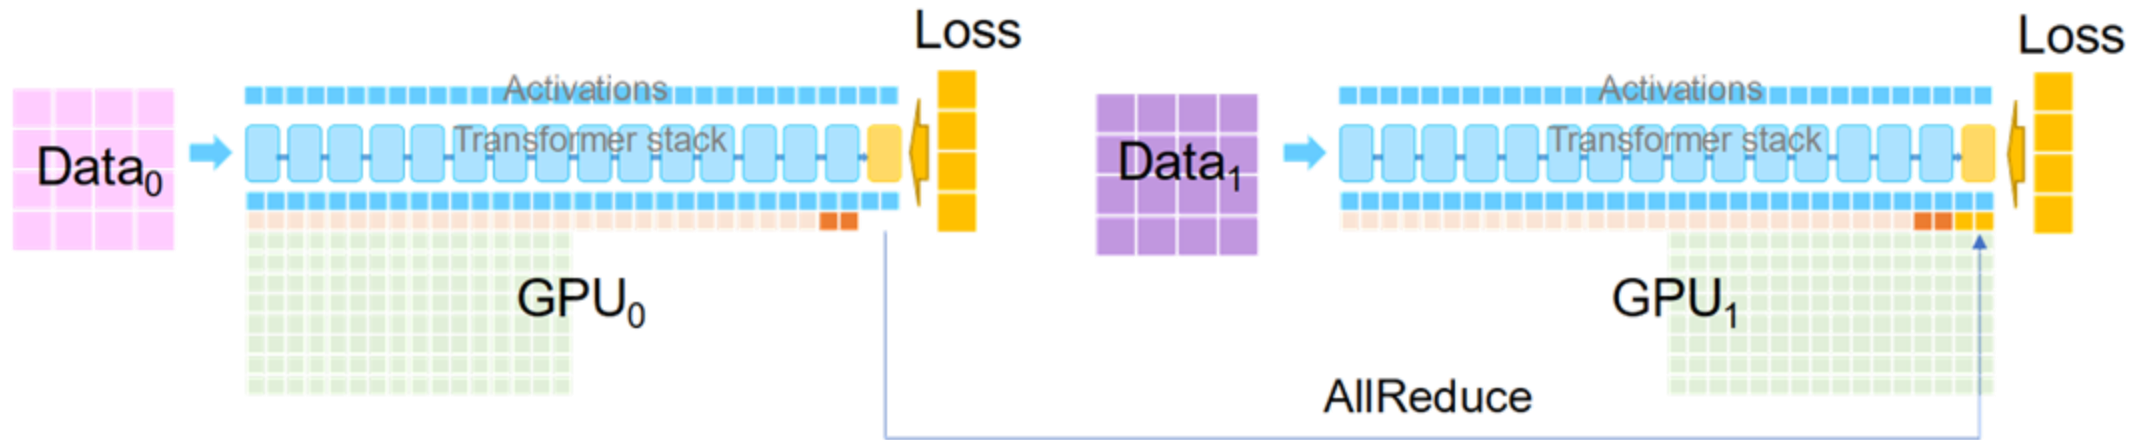 Loss
Activations
Transformer stack
Data₀
GPU₀
Loss
Activations
Transformer stack
Data₁
GPU₁
AllReduce